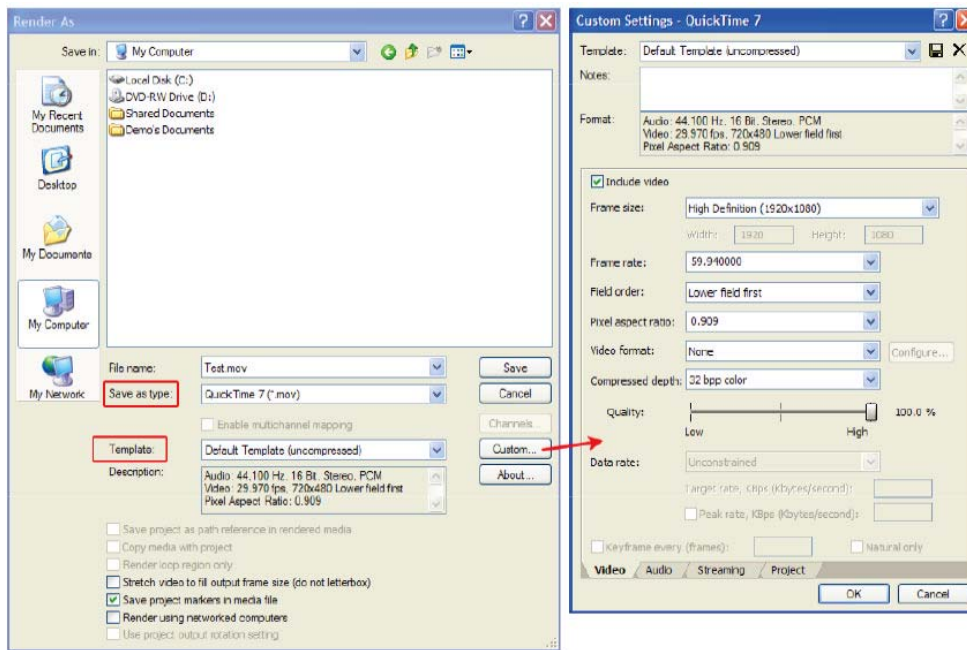 Render As
Save in:
My Computer
My Recent Documents
Desktop
My Documents
My Computer
My Network
Local Disk (C:)
DVD-RW Drive (D:)
Shared Documents
Demo's Documents
File name:
Test.mov
Save
Save as type:
QuickTime 7 (*.mov)
Cancel
Enable multichannel mapping
Channels...
Template:
Default Template (uncompressed)
Custom...
Description:
Audio: 44,100 Hz, 16 Bit, Stereo, PCM
Video: 29.970 fps, 720x480 Lower field first
Pixel Aspect Ratio: 0.909
About...
Save project as path reference in rendered media
Copy media with project
Render loop region only
Stretch video to fill output frame size (do not letterbox)
Save project markers in media file
Render using networked computers
Use project output rotation setting
Custom Settings - QuickTime 7
Template:
Default Template (uncompressed)
Notes:
Format:
Audio: 44,100 Hz, 16 Bit, Stereo, PCM
Video: 29.970 fps, 720x480 Lower field first
Pixel Aspect Ratio: 0.909
Include video
Frame size:
High Definition (1920x1080)
Width:
1920
Height:
1080
Frame rate:
59.940000
Field order:
Lower field first
Pixel aspect ratio:
0.909
Video format:
None
Configure...
Compressed depth:
32 bpp color
Quality:
100.0 %
Low
High
Data rate:
Unconstrained
Target rate, KBps (Kbytes/second):
Peak rate, KBps (Kbytes/second):
Keyframe every (frames):
Natural only
Video
Audio
Streaming
Project
OK
Cancel